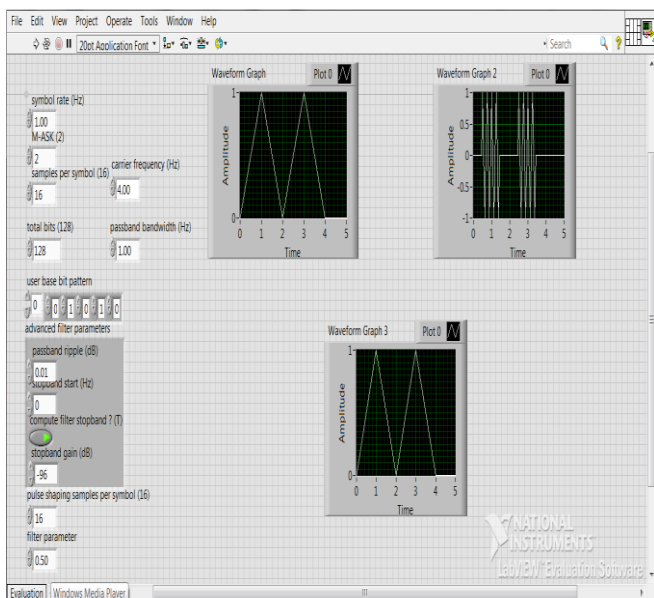 File Edit View Project Operate Tools Window Help
20pt Application Font
Search
symbol rate (Hz)
1.00
M-ASK (2)
2
samples per symbol (16)
16
carrier frequency (Hz)
4.00
total bits (128)
128
passband bandwidth (Hz)
1.00
user base bit pattern
0 0 1 0 1 0
advanced filter parameters
passband ripple (dB)
0.01
stopband start (Hz)
0
compute filter stopband ? (T)
stopband gain (dB)
-96
pulse shaping samples per symbol (16)
16
filter parameter
0.50
Waveform Graph
Plot 0
Amplitude
1-
0-
0 1 2 3 4 5
Time
Waveform Graph 2
Plot 0
Amplitude
1-
0.5-
0-
-0.5-
-1-
0 1 2 3 4 5
Time
Waveform Graph 3
Plot 0
Amplitude
1-
0-
0 1 2 3 4 5
Time
NATIONAL
INSTRUMENTS
LabVIEW™ Evaluation Software
Evaluation
Windows Media Player